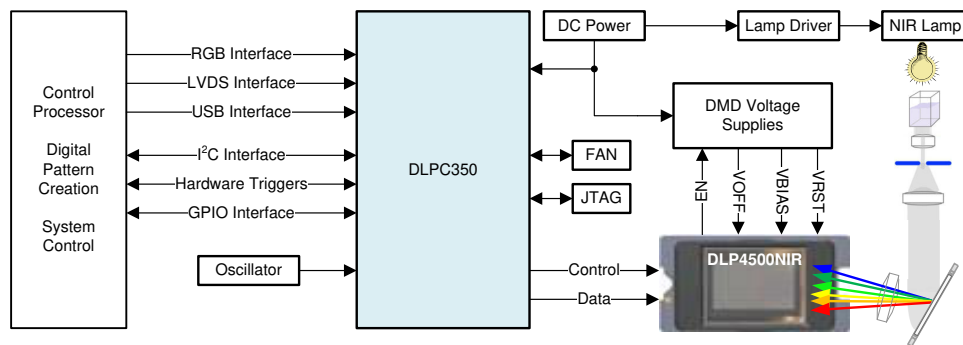 Control
Processor
Digital
Pattern
Creation
System
Control
RGB Interface
LVDS Interface
USB Interface
I²C Interface
Hardware Triggers
GPIO Interface
Oscillator
DLPC350
DC Power
Lamp Driver
NIR Lamp
DMD Voltage
Supplies
FAN
JTAG
EN
VOFF
VBIAS
VRST
Control
Data
DLP4500NIR